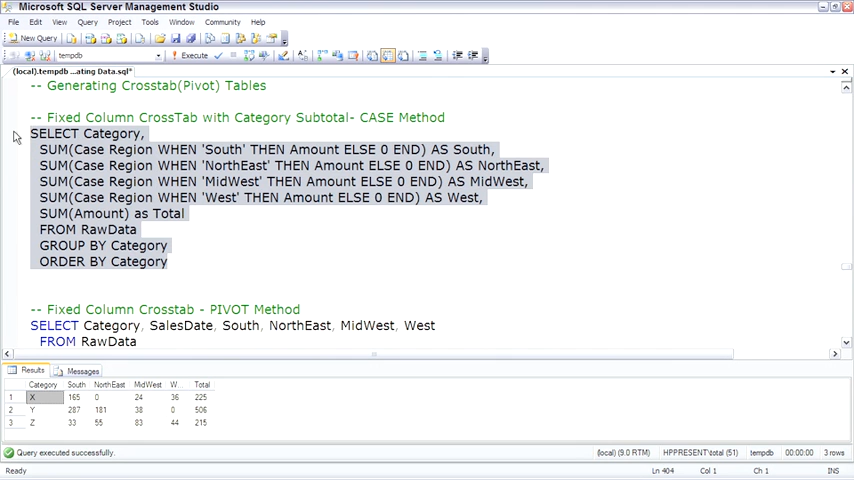 Microsoft SQL Server Management Studio
File Edit View Query Project Tools Window Community Help
New Query
tempdb Execute
(local).tempdb ...ating Data.sql*
-- Generating Crosstab(Pivot) Tables
-- Fixed Column CrossTab with Category Subtotal- CASE Method
SELECT Category,
SUM(Case Region WHEN 'South' THEN Amount ELSE 0 END) AS South,
SUM(Case Region WHEN 'NorthEast' THEN Amount ELSE 0 END) AS NorthEast,
SUM(Case Region WHEN 'MidWest' THEN Amount ELSE 0 END) AS MidWest,
SUM(Case Region WHEN 'West' THEN Amount ELSE 0 END) AS West,
SUM(Amount) as Total
FROM RawData
GROUP BY Category
ORDER BY Category
-- Fixed Column Crosstab - PIVOT Method
SELECT Category, SalesDate, South, NorthEast, MidWest, West
FROM RawData
Results Messages
Category South NorthEast MidWest W... Total
1 X 165 0 24 36 225
2 Y 287 181 38 0 506
3 Z 33 55 83 44 215
Query executed successfully. (local) (9.0 RTM) HPPRESENT\total (51) tempdb 00:00:00 3 rows
Ready Ln 404 Col 1 Ch 1 INS